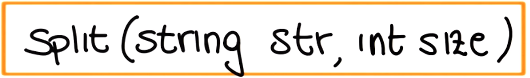 split(string str, int size)